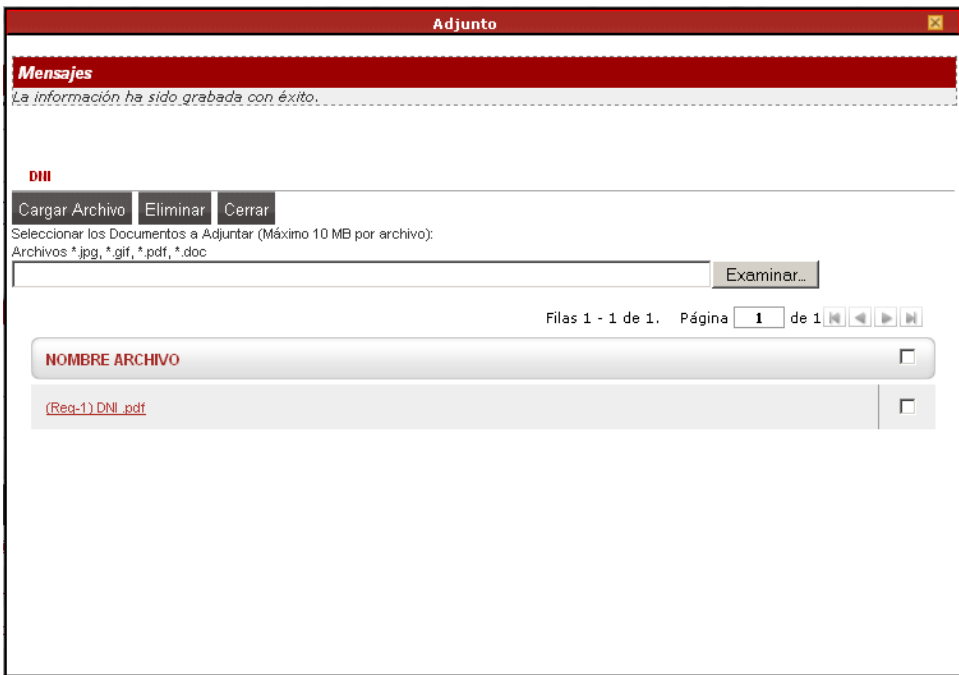 Adjunto
Mensajes
La información ha sido grabada con éxito.
DNI
Cargar Archivo Eliminar Cerrar
Seleccionar los Documentos a Adjuntar (Máximo 10 MB por archivo):
Archivos *.jpg, *.gif, *.pdf, *.doc
Examinar...
Filas 1 - 1 de 1. Página 1 de 1
NOMBRE ARCHIVO
(Req-1) DNI .pdf